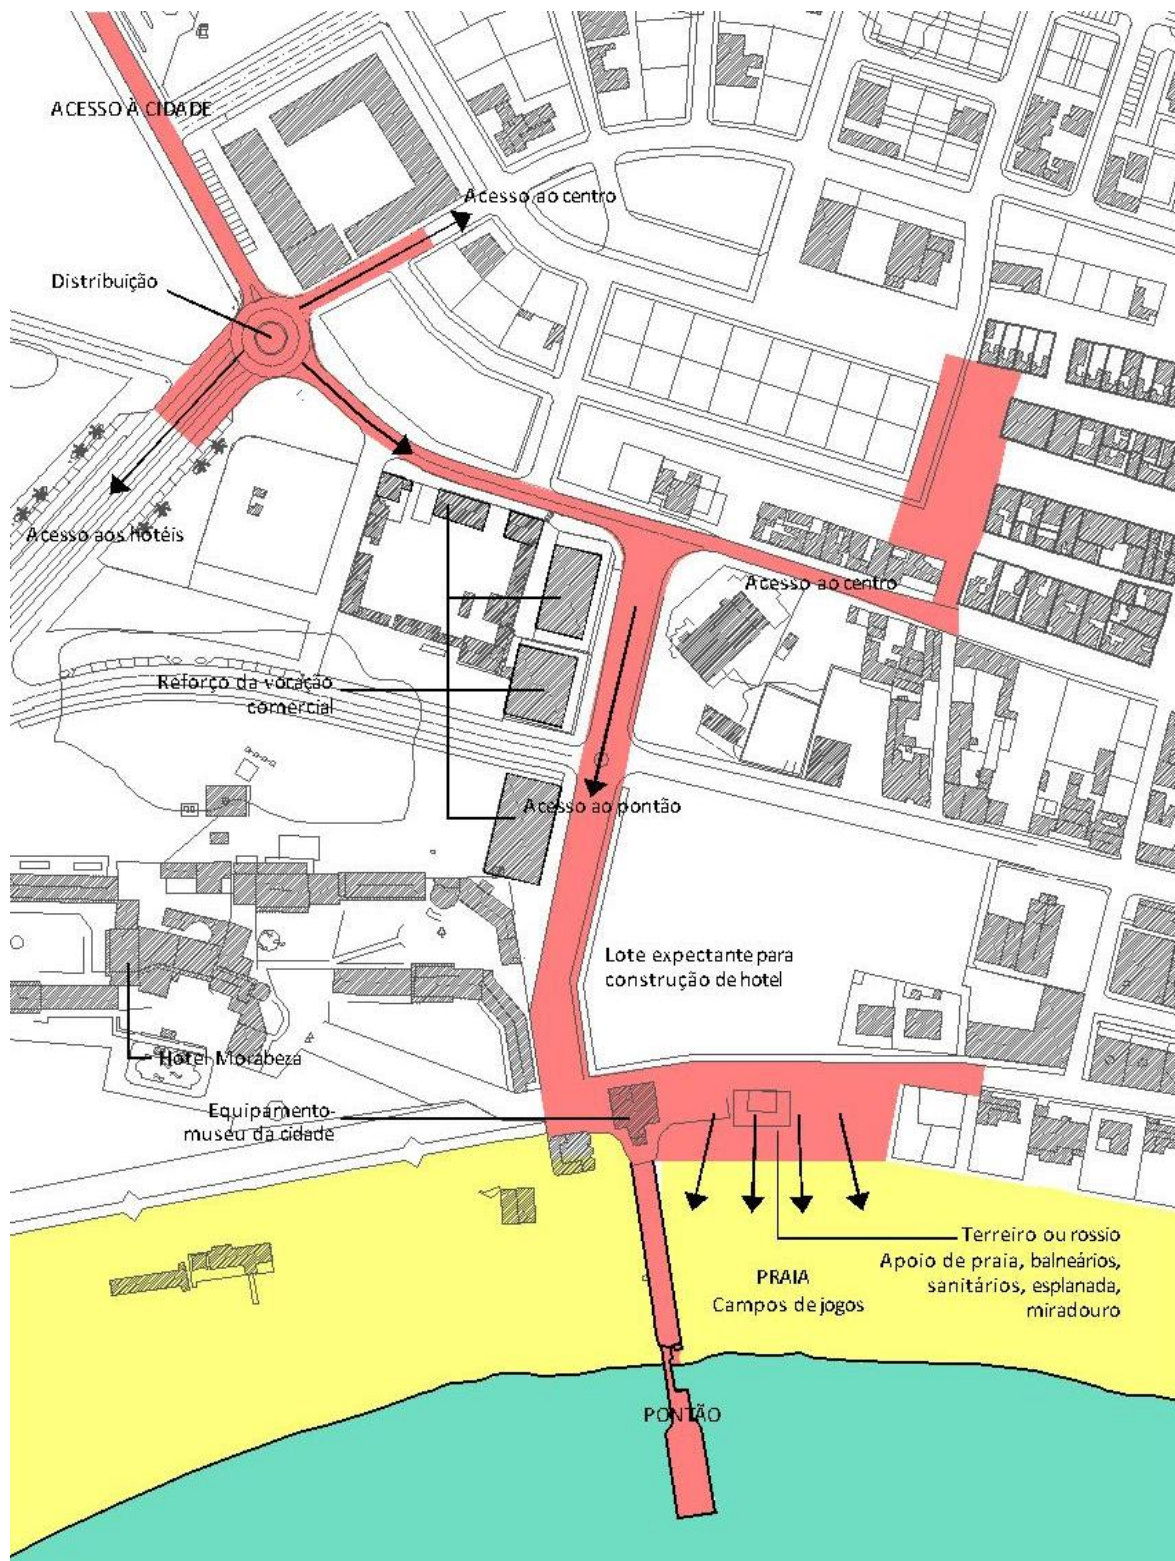 ACESSO À CIDADE
Acesso ao centro
Distribuição
Acesso aos hotéis
Acesso ao centro
Reforço da vocação
comercial
Acesso ao pontão
Lote expectante para
construção de hotel
Hotel Morabeza
Equipamento-
museu da cidade
Terreiro ou rossio
Apoio de praia, balneários,
sanitários, esplanada,
miradouro
PRAIA
Campos de jogos
PONTÃO